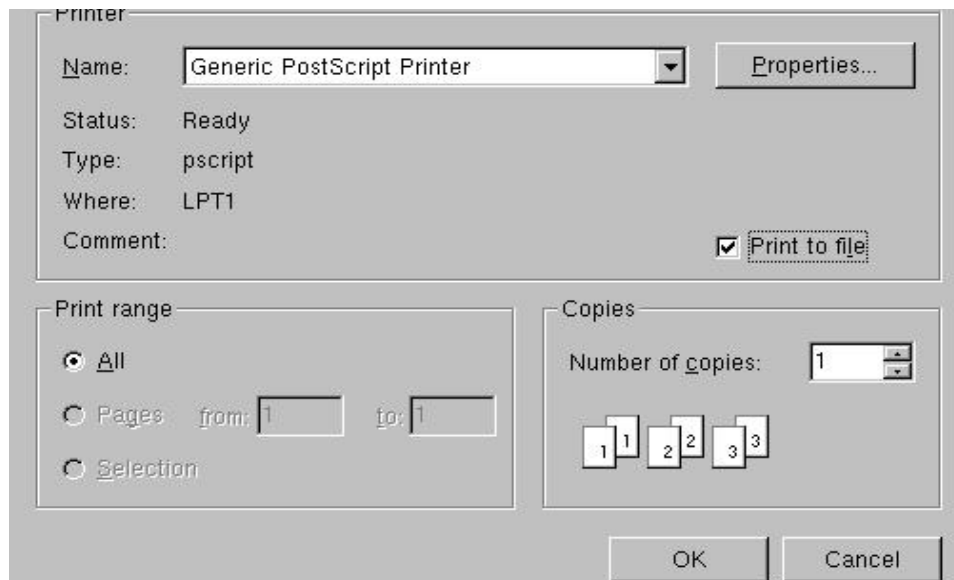 Printer
Name: Generic PostScript Printer Properties...
Status: Ready
Type: pscript
Where: LPT1
Comment: Print to file
Print range
All
Pages from: 1 to: 1
Selection
Copies
Number of copies: 1
1 1 2 2 3 3
OK Cancel